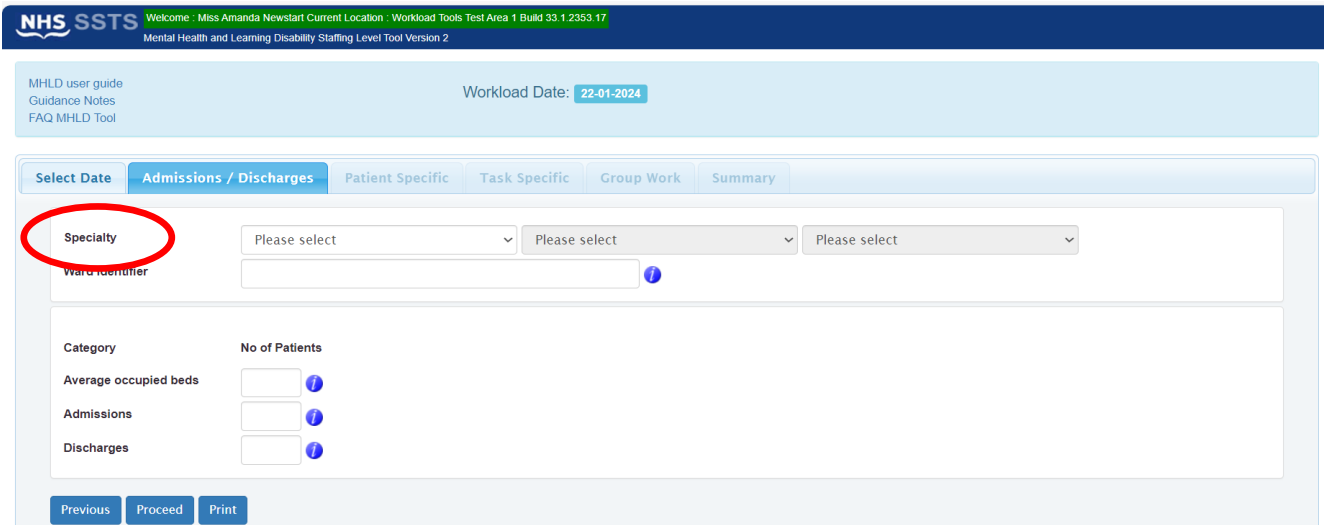 NHS SSTS Welcome : Miss Amanda Newstart Current Location : Workload Tools Test Area 1 Build 33.1.2353.17
Mental Health and Learning Disability Staffing Level Tool Version 2
MHLD user guide
Guidance Notes
FAQ MHLD Tool
Workload Date: 22-01-2024
Select Date Admissions / Discharges Patient Specific Task Specific Group Work Summary
Specialty Please select Please select Please select
Ward Identifier
Category No of Patients
Average occupied beds
Admissions
Discharges
Previous Proceed Print